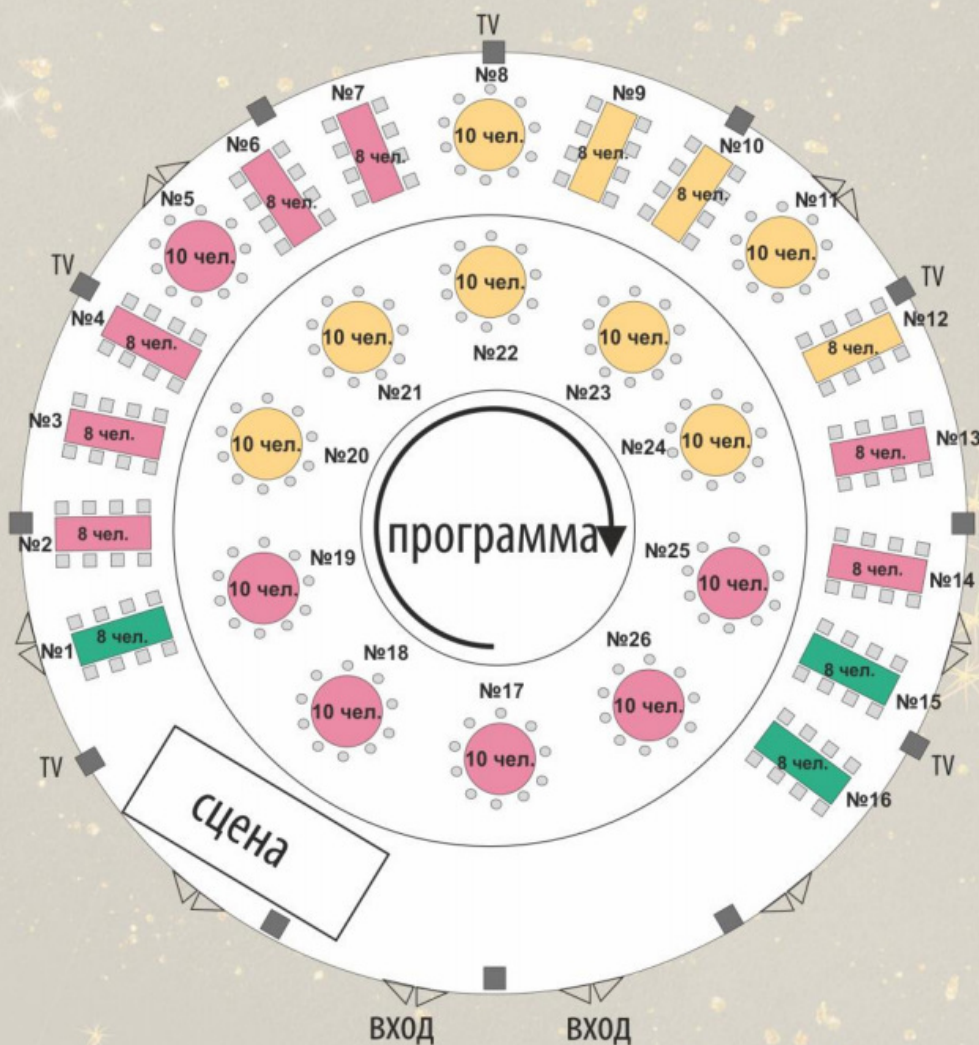 TV
№8
10 чел.
№7
8 чел.
№9
8 чел.
№6
8 чел.
№10
8 чел.
№5
10 чел.
№11
10 чел.
TV
TV
№4
8 чел.
№12
8 чел.
№3
8 чел.
№13
8 чел.
№2
8 чел.
№14
8 чел.
№1
8 чел.
№15
8 чел.
№16
8 чел.
TV
TV
10 чел.
№22
10 чел.
№21
10 чел.
№23
10 чел.
№20
10 чел.
№24
программа
10 чел.
№19
10 чел.
№25
10 чел.
№18
10 чел.
№17
10 чел.
№26
сцена
ВХОД
ВХОД